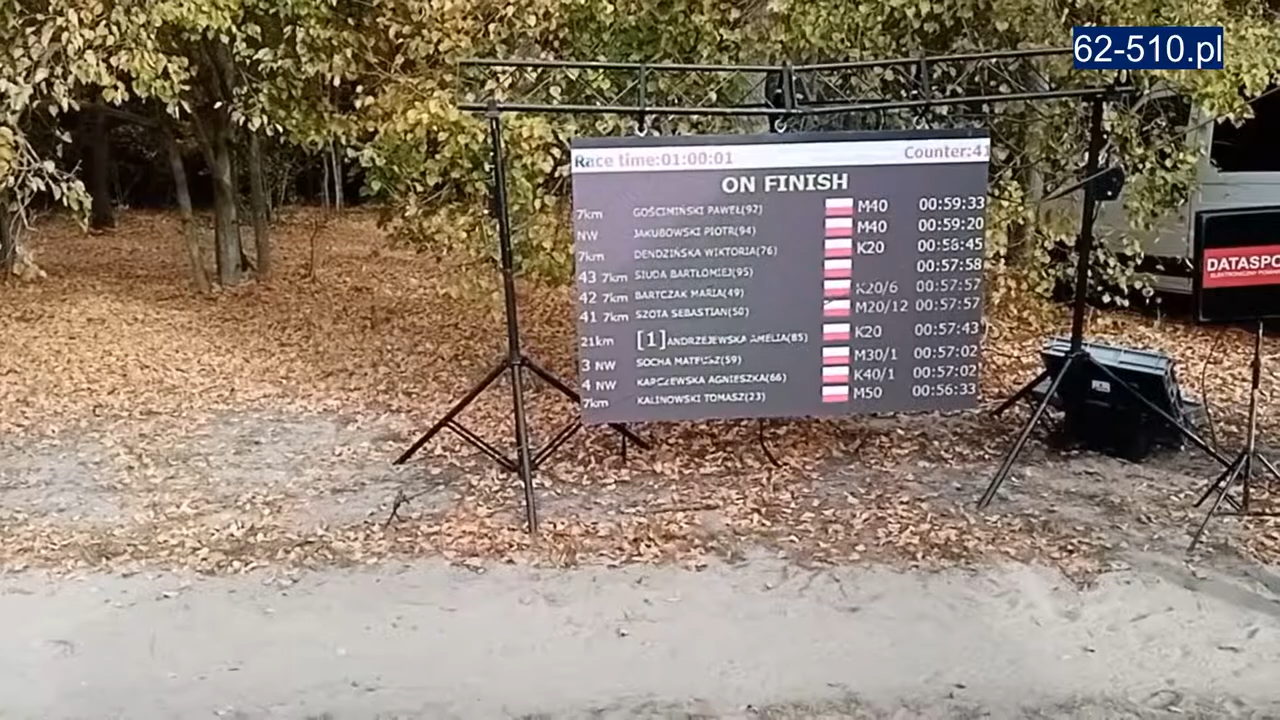 62-510.pl
Race time:01:00:01 Counter:41
ON FINISH
7km GOŚCIMIŃSKI PAWEŁ(92) M40 00:59:33
NW JAKUBOWSKI PIOTR(94) M40 00:59:20
7km DENDZIŃSKA WIKTORIA(76) K20 00:58:45
43 7km SIUDA BARTŁOMIEJ(95) 00:57:58
42 7km BARTCZAK MARIA(49) K20/6 00:57:57
41 7km SZOTA SEBASTIAN(50) M20/12 00:57:57
21km [1]ANDRZEJEWSKA AMELIA(85) K20 00:57:43
3 NW SOCHA MATEUSZ(59) M30/1 00:57:02
4 NW KAPCZEWSKA AGNIESZKA(66) K40/1 00:57:02
7km KALINOWSKI TOMASZ(23) M50 00:56:33
DATASPO
ELEKTRONICZNY